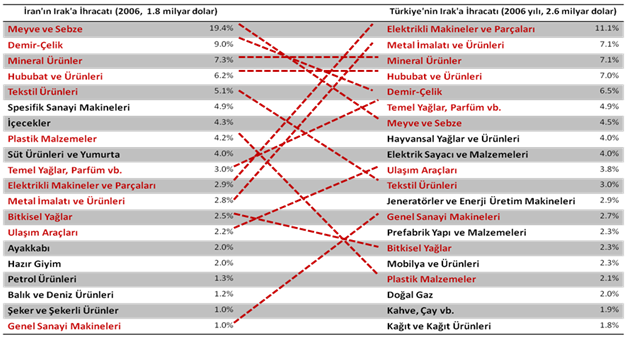 İran'ın Irak'a İhracatı (2006, 1.8 milyar dolar) Türkiye'nin Irak'a İhracatı (2006 yılı, 2.6 milyar dolar)
Meyve ve Sebze 19.4% Elektrikli Makineler ve Parçaları 11.1%
Demir-Çelik 9.0% Metal İmalatı ve Ürünleri 7.1%
Mineral Ürünler 7.3% Mineral Ürünler 7.1%
Hububat ve Ürünleri 6.2% Hububat ve Ürünleri 7.0%
Tekstil Ürünleri 5.1% Demir-Çelik 6.5%
Spesifik Sanayi Makineleri 4.9% Temel Yağlar, Parfüm vb. 4.9%
İçecekler 4.3% Meyve ve Sebze 4.5%
Plastik Malzemeler 4.2% Hayvansal Yağlar ve Ürünleri 4.0%
Süt Ürünleri ve Yumurta 4.0% Elektrik Sayacı ve Malzemeleri 4.0%
Temel Yağlar, Parfüm vb. 3.0% Ulaşım Araçları 3.8%
Elektrikli Makineler ve Parçaları 2.9% Tekstil Ürünleri 3.0%
Metal İmalatı ve Ürünleri 2.8% Jeneratörler ve Enerji Üretim Makineleri 2.9%
Bitkisel Yağlar 2.5% Genel Sanayi Makineleri 2.7%
Ulaşım Araçları 2.2% Prefabrik Yapı ve Malzemeleri 2.3%
Ayakkabı 2.0% Bitkisel Yağlar 2.3%
Hazır Giyim 2.0% Mobilya ve Ürünleri 2.3%
Petrol Ürünleri 1.3% Plastik Malzemeler 2.1%
Balık ve Deniz Ürünleri 1.2% Doğal Gaz 2.0%
Şeker ve Şekerli Ürünler 1.0% Kahve, Çay vb. 1.9%
Genel Sanayi Makineleri 1.0% Kağıt ve Kağıt Ürünleri 1.8%